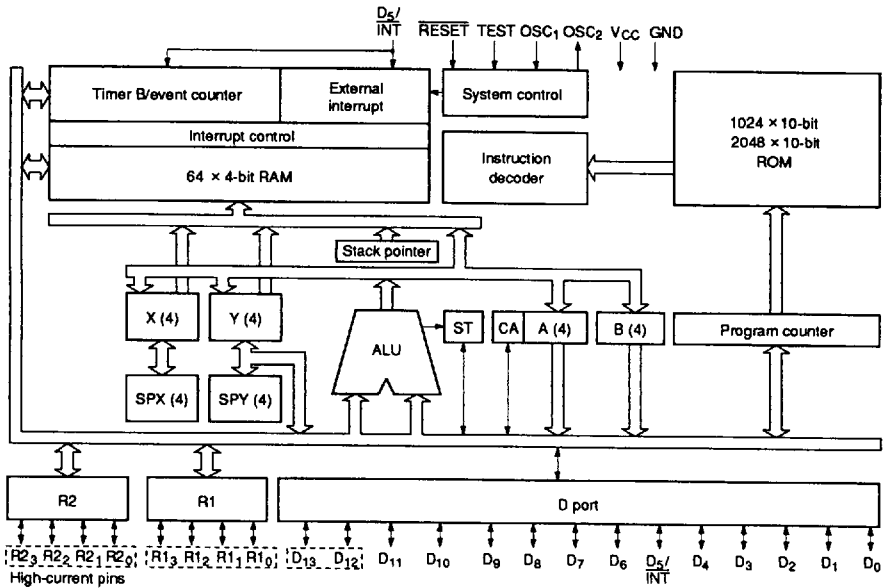 D5/
INT RESET TEST OSC1 OSC2 VCC GND
Timer B/event counter
External
interrupt
System control
1024 × 10-bit
2048 × 10-bit
ROM
Interrupt control
Instruction
decoder
64 × 4-bit RAM
Stack pointer
X (4)
Y (4)
ALU
ST
CA
A (4)
B (4)
Program counter
SPX (4)
SPY (4)
R2
R1
D port
R23 R22 R21 R20 R13 R12 R11 R10 D13 D12 D11 D10 D9 D8 D7 D6 D5/ INT D4 D3 D2 D1 D0
High-current pins